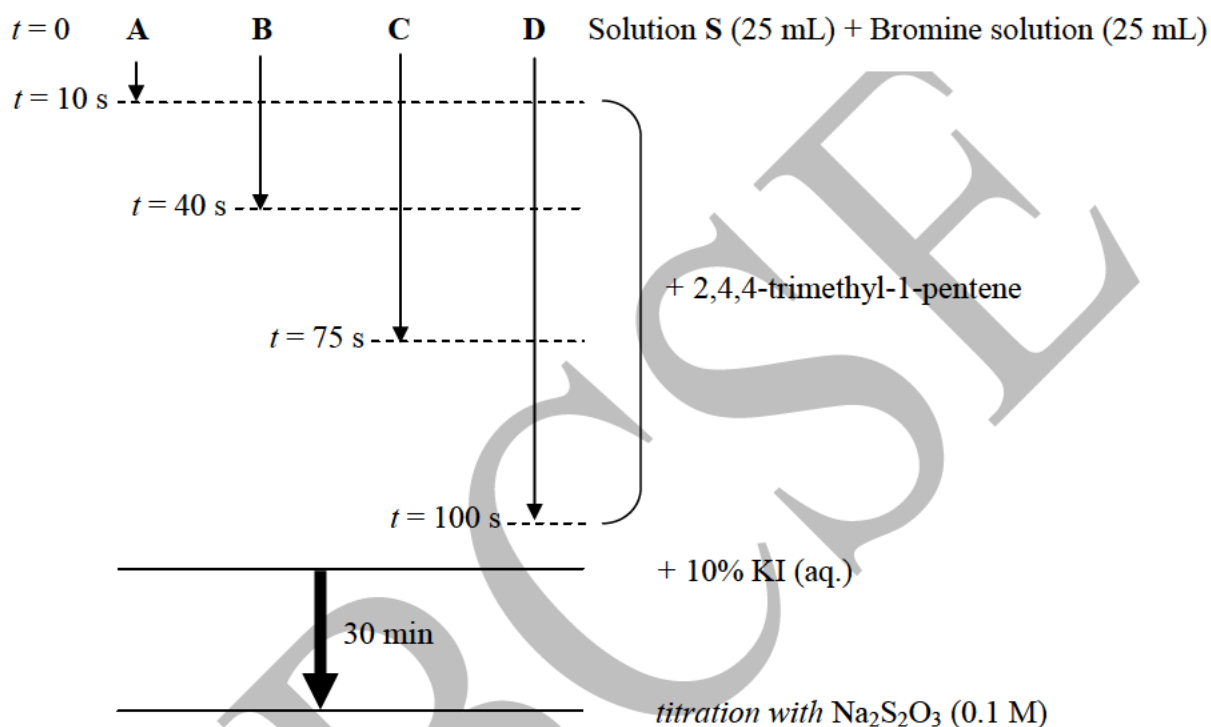 t = 0 A B C D Solution S (25 mL) + Bromine solution (25 mL)
t = 10 s
t = 40 s
+ 2,4,4-trimethyl-1-pentene
t = 75 s
t = 100 s
+ 10% KI (aq.)
30 min
titration with Na₂S₂O₃ (0.1 M)
BCSE